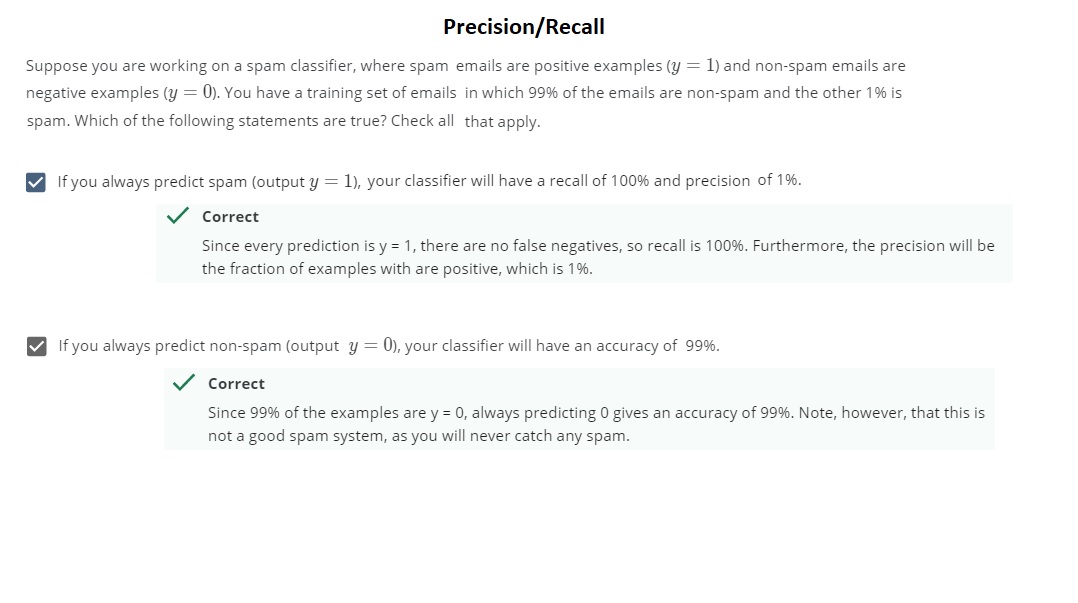 Precision/Recall
Suppose you are working on a spam classifier, where spam emails are positive examples (y = 1) and non-spam emails are
negative examples (y = 0). You have a training set of emails in which 99% of the emails are non-spam and the other 1% is
spam. Which of the following statements are true? Check all that apply.
If you always predict spam (output y = 1), your classifier will have a recall of 100% and precision of 1%.
Correct
Since every prediction is y = 1, there are no false negatives, so recall is 100%. Furthermore, the precision will be
the fraction of examples with are positive, which is 1%.
If you always predict non-spam (output y = 0), your classifier will have an accuracy of 99%.
Correct
Since 99% of the examples are y = 0, always predicting 0 gives an accuracy of 99%. Note, however, that this is
not a good spam system, as you will never catch any spam.